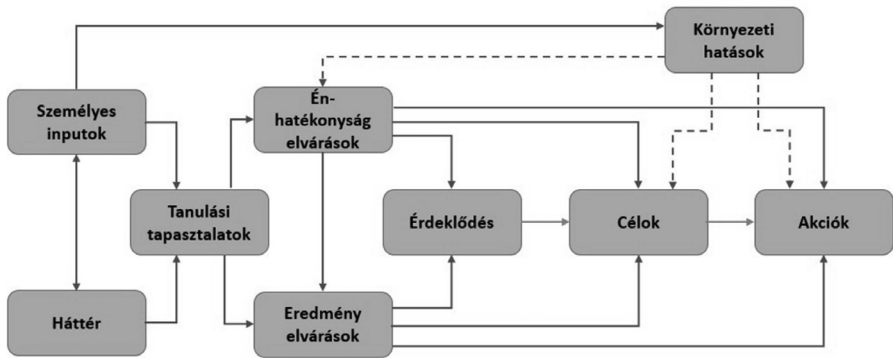 Környezeti
hatások
Személyes
inputok
Én-
hatékonyság
elvárások
Tanulási
tapasztalatok
Érdeklődés
Célok
Akciók
Háttér
Eredmény
elvárások